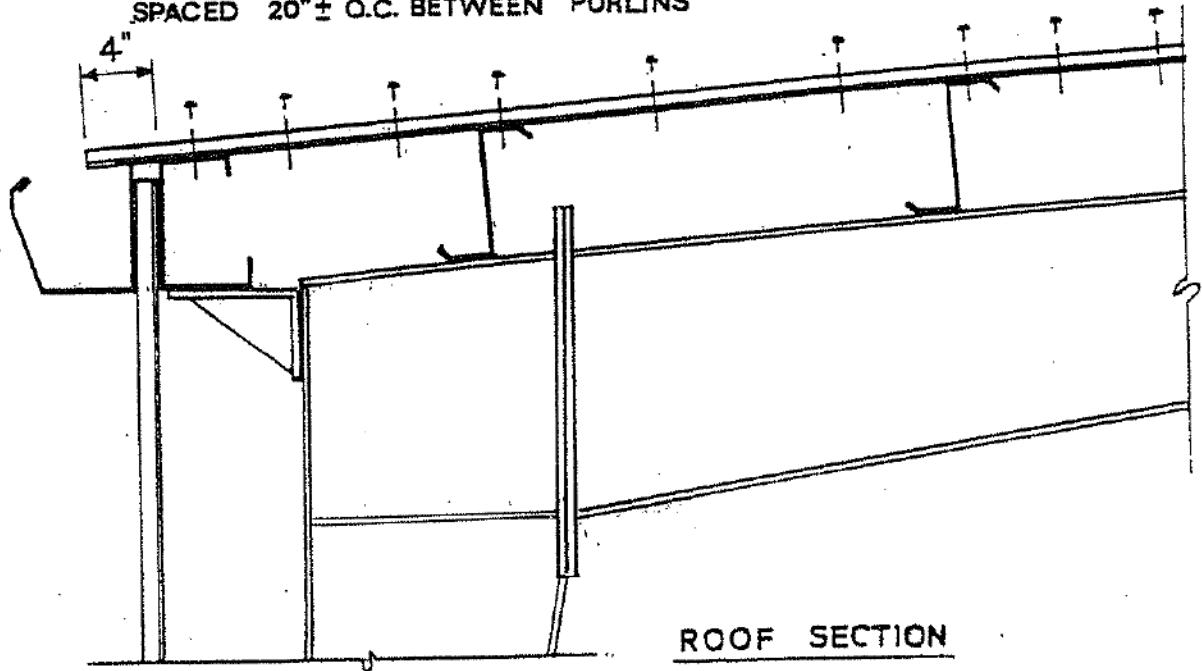 SPACED 20"± O.C. BETWEEN PURLINS
4"
ROOF SECTION